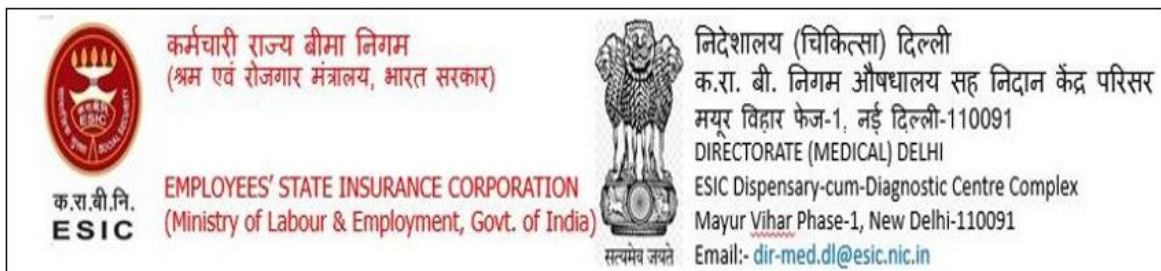 कर्मचारी राज्य बीमा निगम
(श्रम एवं रोजगार मंत्रालय, भारत सरकार)
EMPLOYEES' STATE INSURANCE CORPORATION
(Ministry of Labour & Employment, Govt. of India)
ESIC
SOCIAL SECURITY
क.रा.बी.नि.
ESIC
सत्यमेव जयते
निदेशालय (चिकित्सा) दिल्ली
क.रा. बी. निगम औषधालय सह निदान केंद्र परिसर
मयूर विहार फेज-1, नई दिल्ली-110091
DIRECTORATE (MEDICAL) DELHI
ESIC Dispensary-cum-Diagnostic Centre Complex
Mayur Vihar Phase-1, New Delhi-110091
Email:- dir-med.dl@esic.nic.in